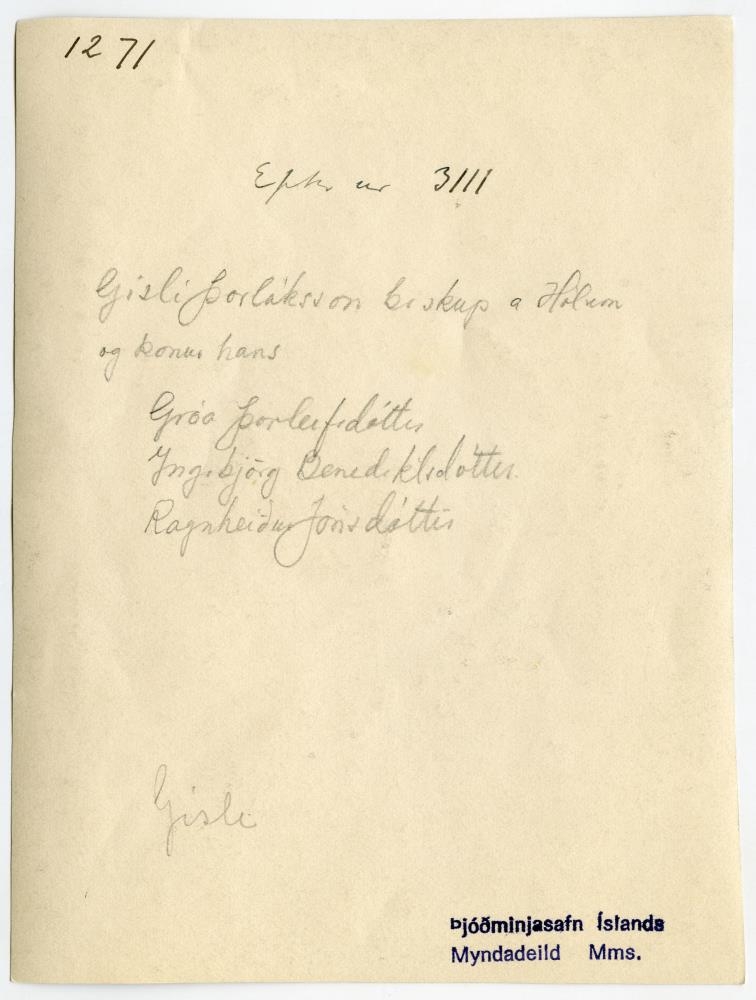 1271
Eftir nr 3111
Gísli Þorláksson biskup a Hólum
og konur hans
Gróa Þorleifsdóttir
Ingibjörg Benediktsdóttir
Ragnheiður Jónsdóttir
Gisli
Þjóðminjasafn Íslands
Myndadeild Mms.